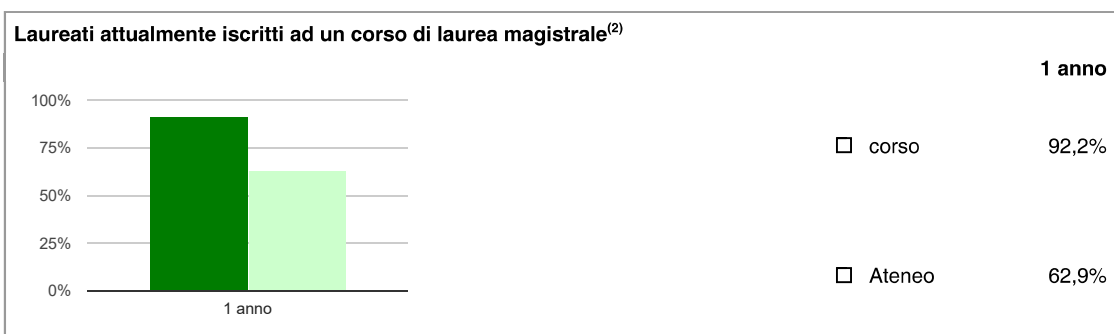 Laureati attualmente iscritti ad un corso di laurea magistrale(2)
1 anno
100%
75%
50%
25%
0%
1 anno
corso 92,2%
Ateneo 62,9%